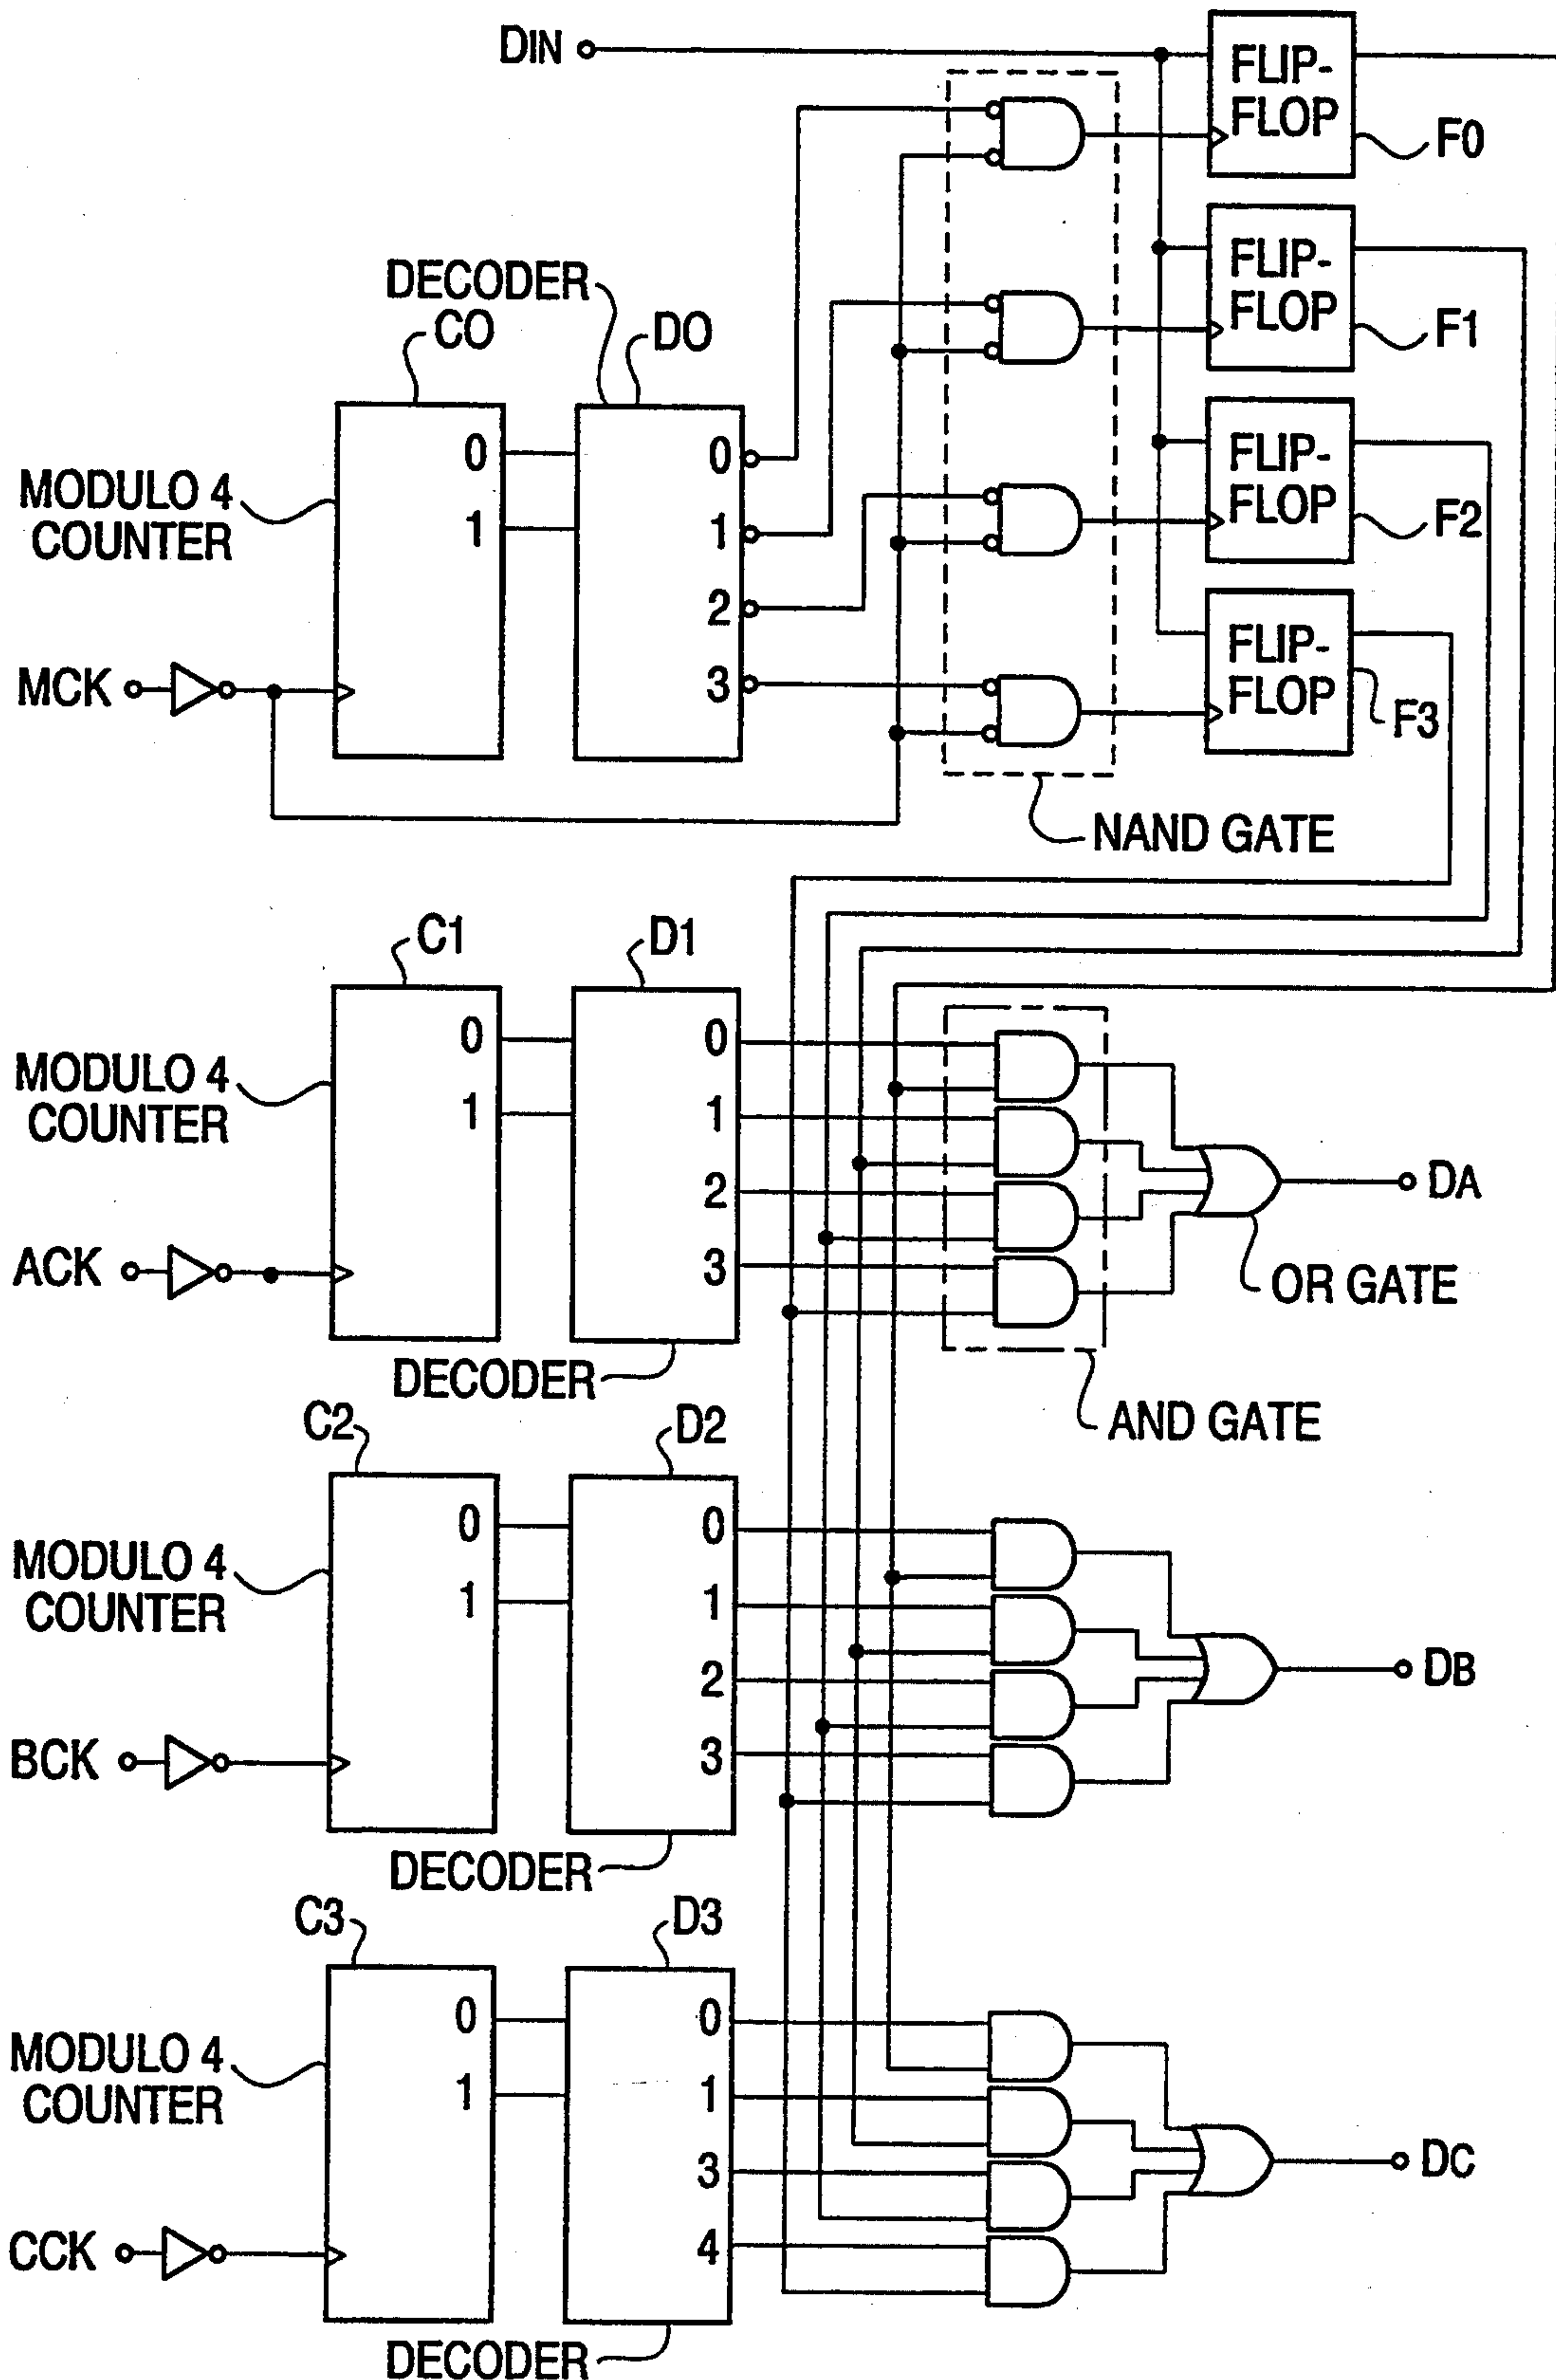 DIN
FLIP-
FLOP
F0
FLIP-
FLOP
F1
DECODER
CO
DO
FLIP-
FLOP
F2
MODULO 4
COUNTER
0
1
0
1
2
3
MCK
FLIP-
FLOP
F3
NAND GATE
C1
D1
MODULO 4
COUNTER
0
1
0
1
2
3
ACK
DA
OR GATE
DECODER
AND GATE
C2
D2
MODULO 4
COUNTER
0
1
0
1
2
3
BCK
DB
DECODER
C3
D3
MODULO 4
COUNTER
0
1
0
1
3
4
CCK
DC
DECODER